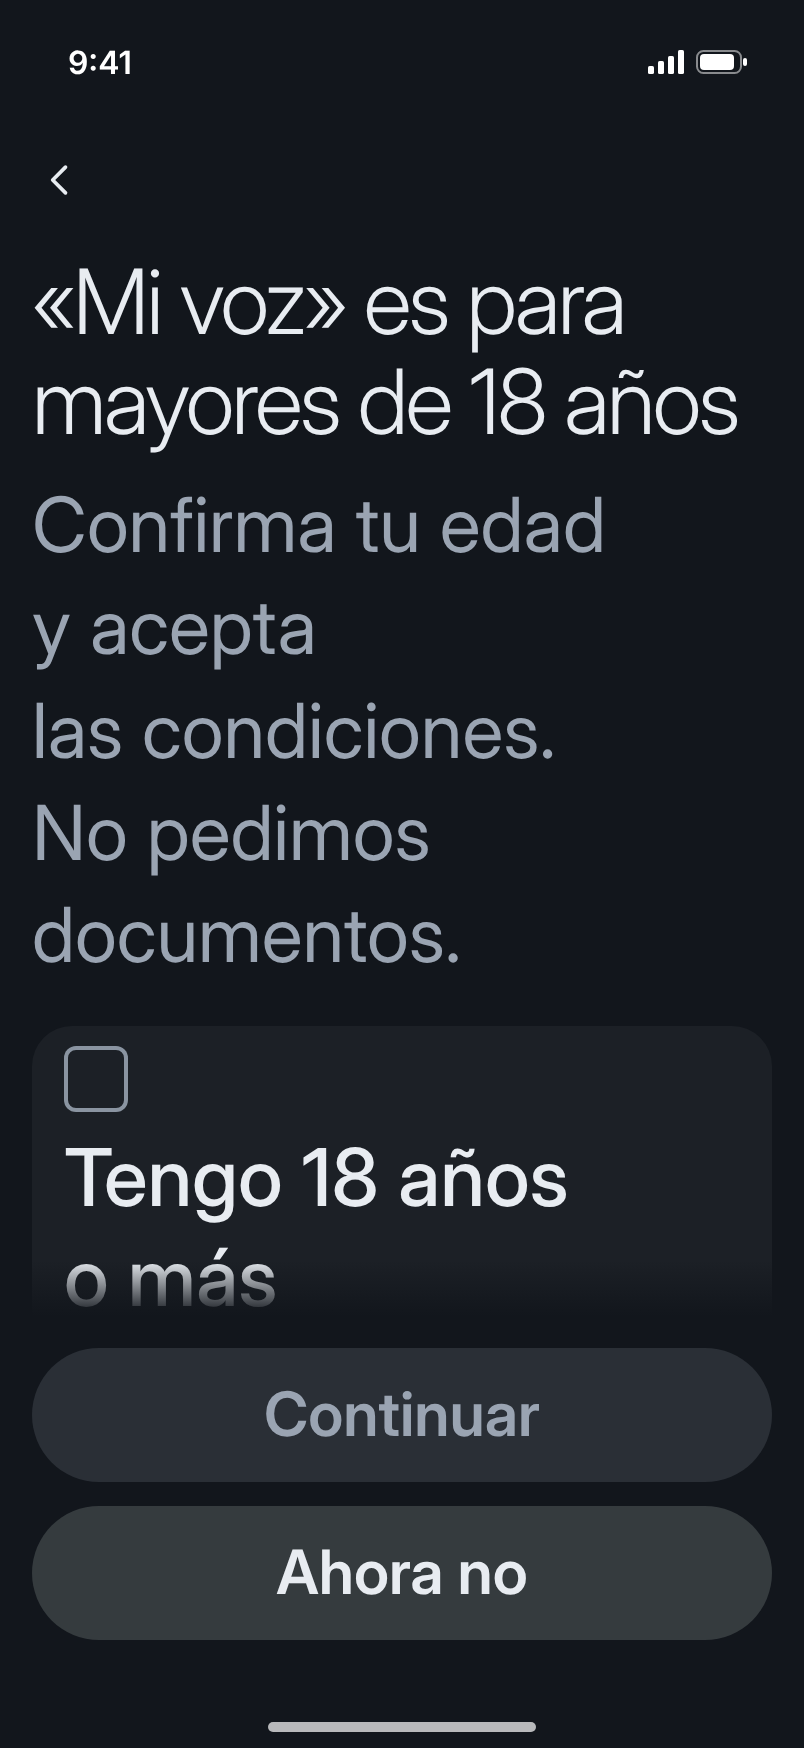 9:41
«Mi voz» es para
mayores de 18 años
Confirma tu edad
y acepta
las condiciones.
No pedimos
documentos.
Tengo 18 años
o más
Continuar
Ahora no